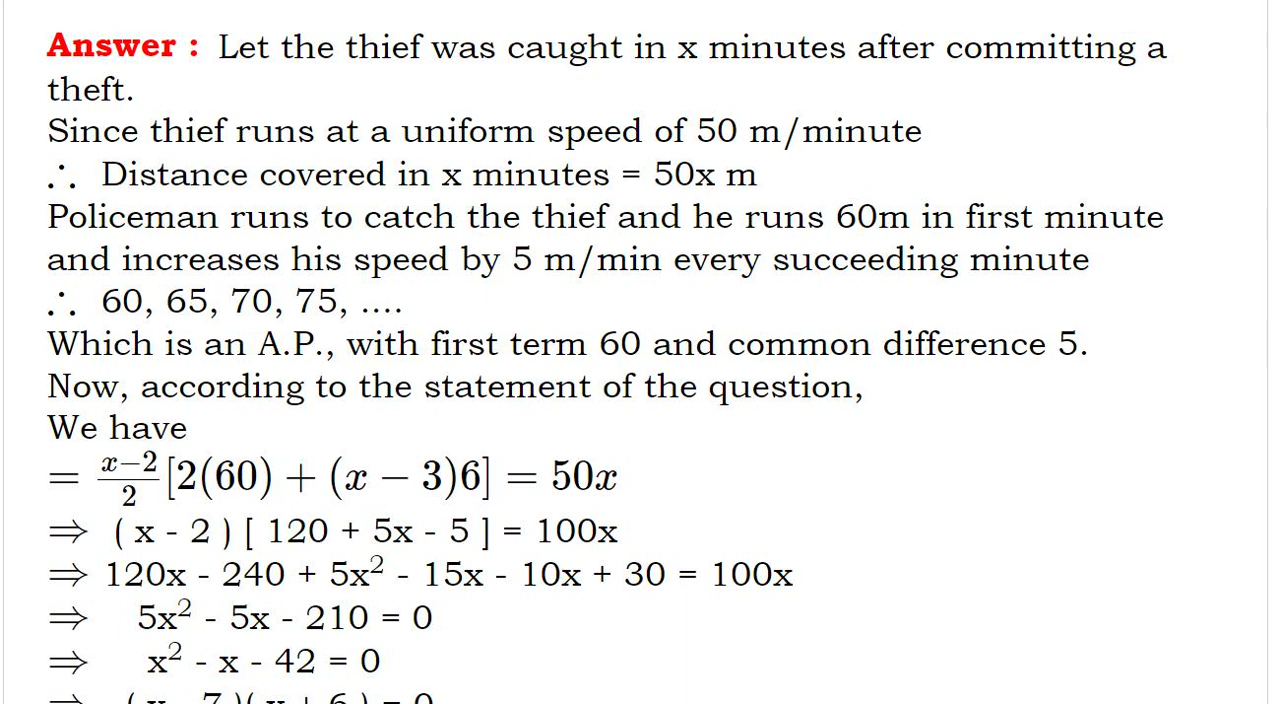 Answer : Let the thief was caught in x minutes after committing a
theft.
Since thief runs at a uniform speed of 50 m/minute
∴ Distance covered in x minutes = 50x m
Policeman runs to catch the thief and he runs 60m in first minute
and increases his speed by 5 m/min every succeeding minute
∴ 60, 65, 70, 75, ....
Which is an A.P., with first term 60 and common difference 5.
Now, according to the statement of the question,
We have
= \frac{x-2}{2}[2(60) + (x − 3)6] = 50x
⇒ ( x - 2 ) [ 120 + 5x - 5 ] = 100x
⇒ 120x - 240 + 5x² - 15x - 10x + 30 = 100x
⇒ 5x² - 5x - 210 = 0
⇒ x² - x - 42 = 0
⇒ ( x - 7 )( x + 6 ) = 0